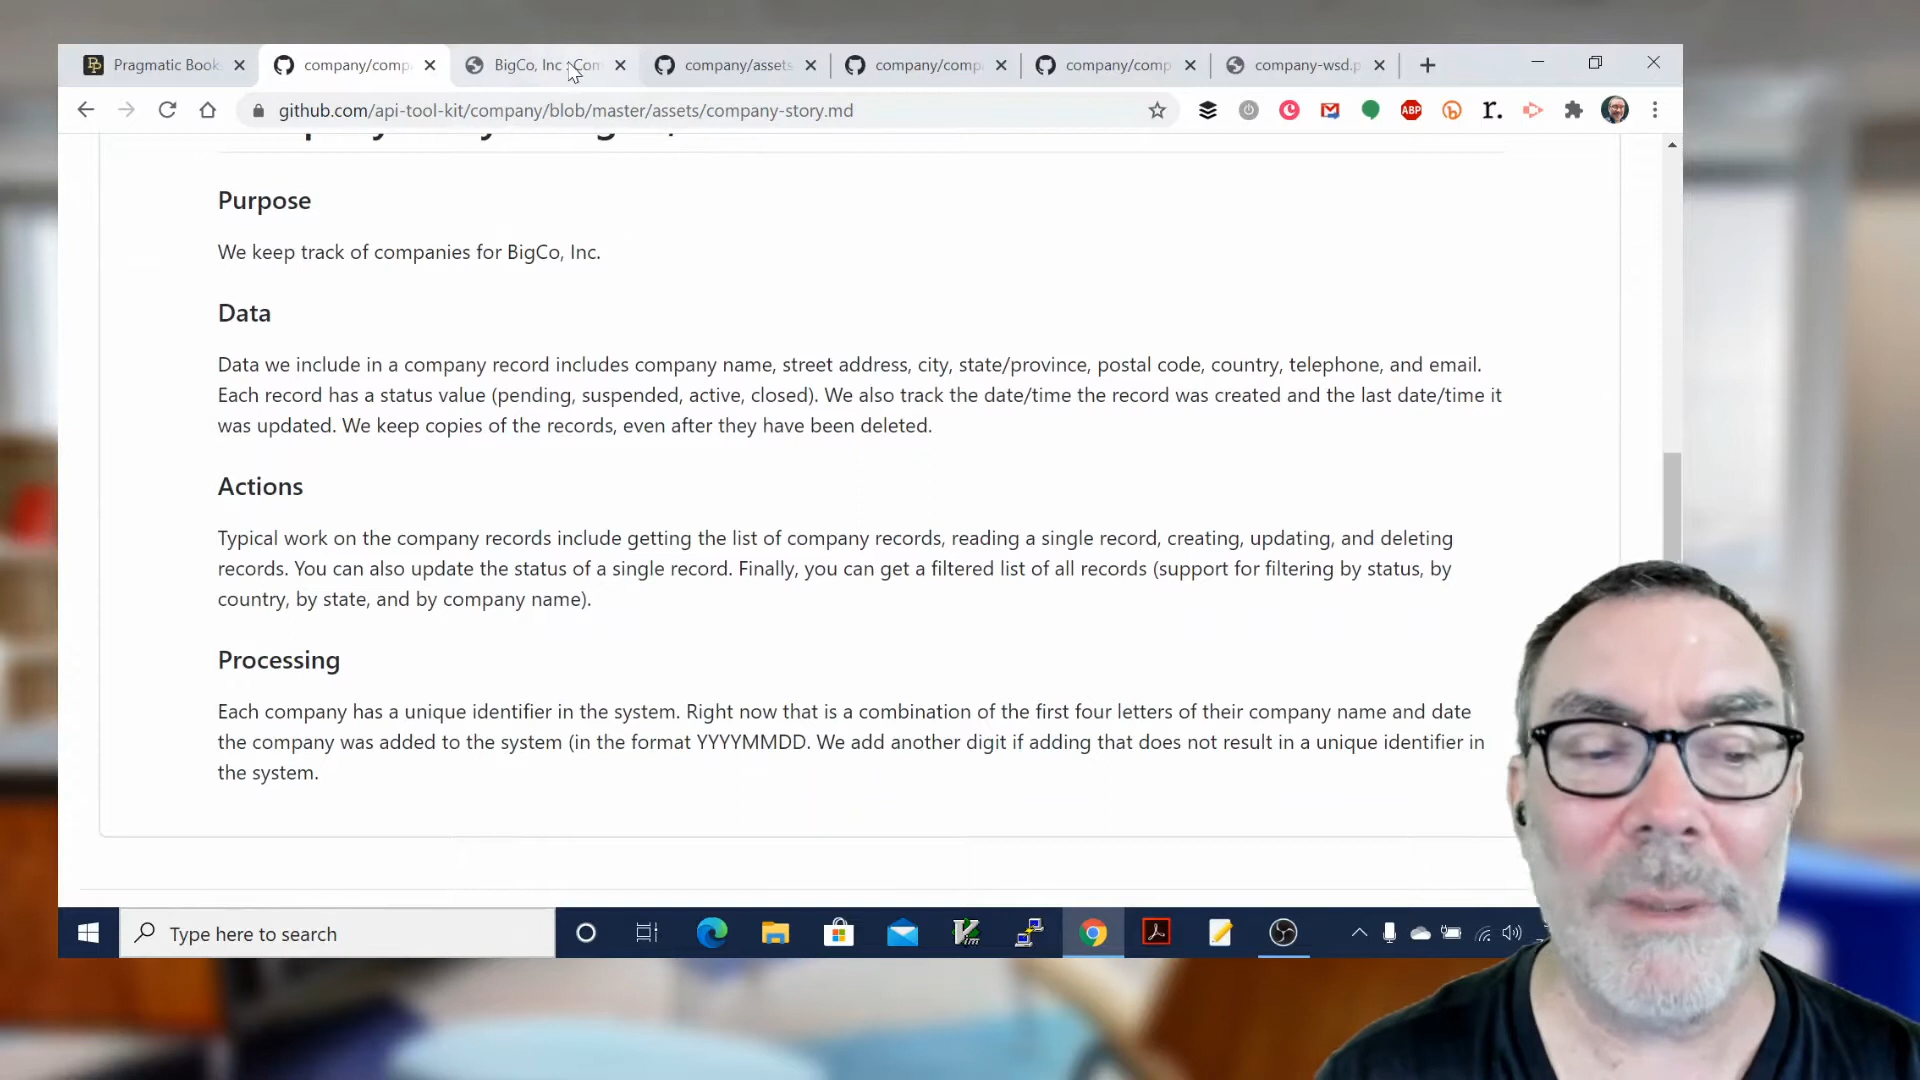 Pragmatic Book
company/comp
BigCo, Inc : Com
company/assets
company/comp
company/comp
company-wsd.p
github.com/api-tool-kit/company/blob/master/assets/company-story.md
ABP
r.
Purpose
We keep track of companies for BigCo, Inc.
Data
Data we include in a company record includes company name, street address, city, state/province, postal code, country, telephone, and email.
Each record has a status value (pending, suspended, active, closed). We also track the date/time the record was created and the last date/time it
was updated. We keep copies of the records, even after they have been deleted.
Actions
Typical work on the company records include getting the list of company records, reading a single record, creating, updating, and deleting
records. You can also update the status of a single record. Finally, you can get a filtered list of all records (support for filtering by status, by
country, by state, and by company name).
Processing
Each company has a unique identifier in the system. Right now that is a combination of the first four letters of their company name and date
the company was added to the system (in the format YYYYMMDD. We add another digit if adding that does not result in a unique identifier in
the system.
Type here to search